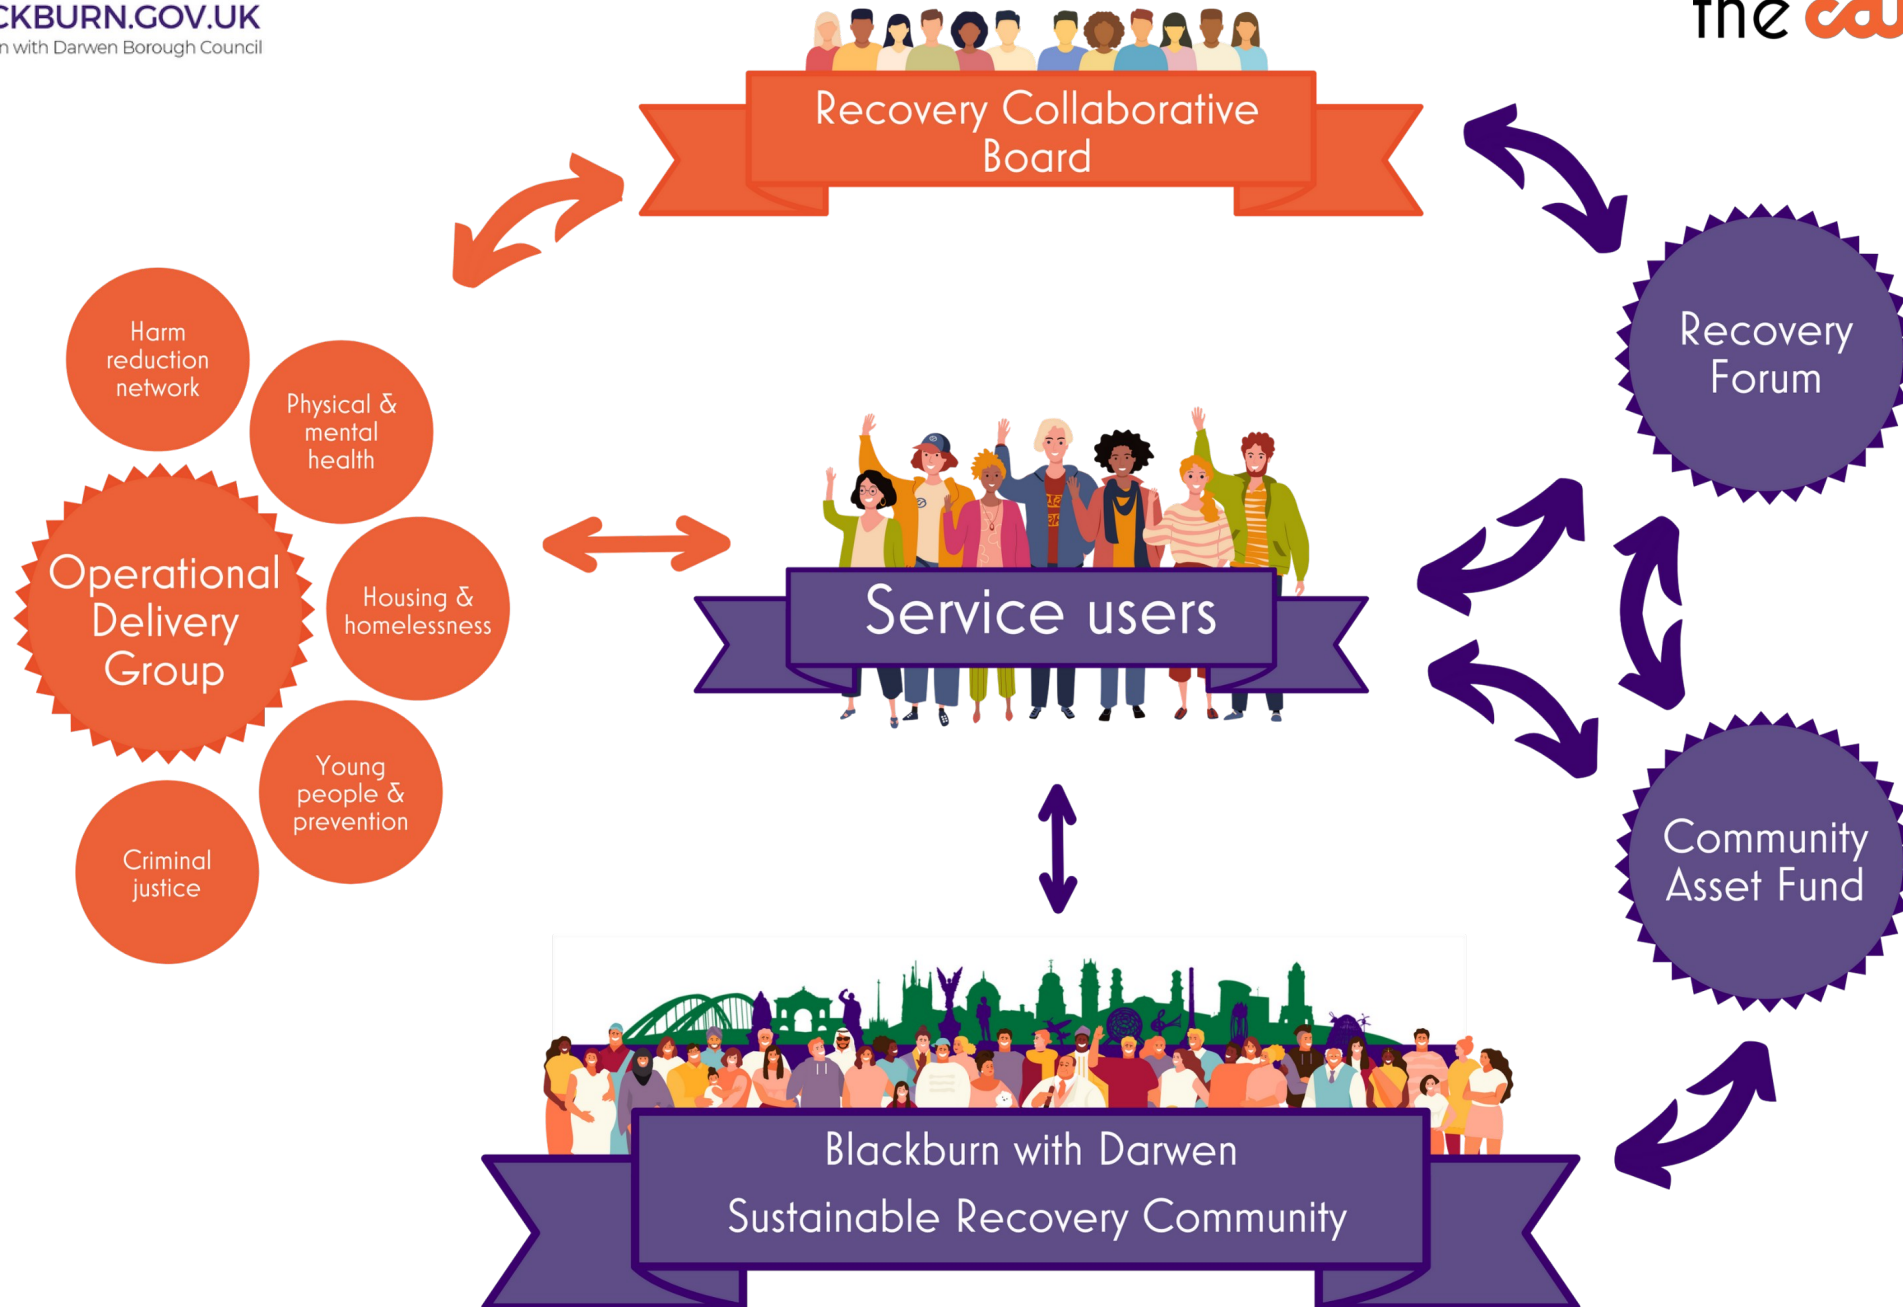 CKBURN.GOV.UK
n with Darwen Borough Council
the
Recovery Collaborative
Board
Harm
reduction
network
Physical &
mental
health
Operational
Delivery
Group
Housing &
homelessness
Young
people &
prevention
Criminal
justice
Service users
Recovery
Forum
Community
Asset Fund
Blackburn with Darwen
Sustainable Recovery Community